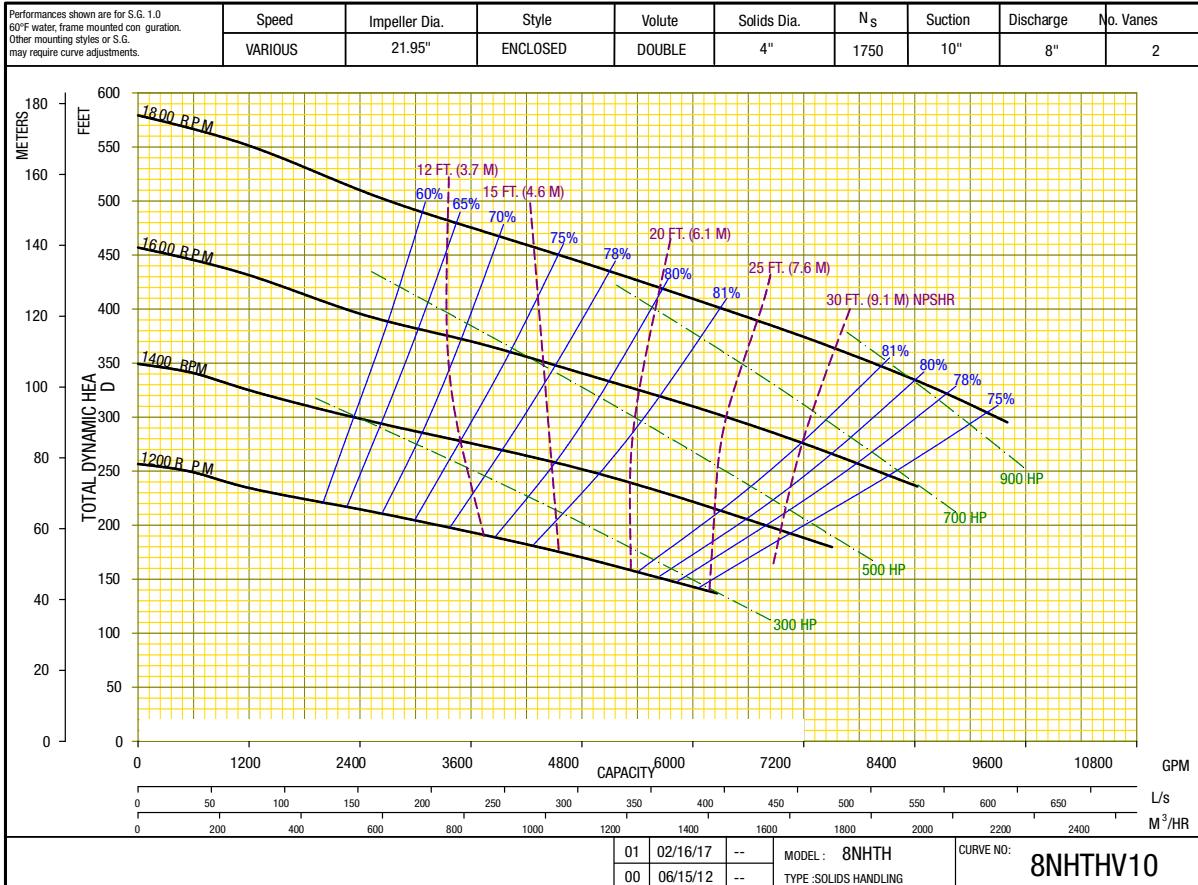 Performances shown are for S.G. 1.0
60°F water, frame mounted con guration.
Other mounting styles or S.G.
may require curve adjustments.
Speed Impeller Dia. Style Volute Solids Dia. N S Suction Discharge No. Vanes
VARIOUS 21.95" ENCLOSED DOUBLE 4" 1750 10" 8" 2
METERS
180
160
140
120
100
80
60
40
20
0
TOTAL DYNAMIC HEA
D
FEET
600
550
500
450
400
350
300
250
200
150
100
50
0
1800 R P M
1600 R P M
1400 RPM
1200 R P M
12 FT. (3.7 M)
15 FT. (4.6 M)
20 FT. (6.1 M)
25 FT. (7.6 M)
30 FT. (9.1 M) NPSHR
60%
65%
70%
75%
78%
80%
81%
81%
80%
78%
75%
900 HP
700 HP
500 HP
300 HP
0 1200 2400 3600 4800 6000 7200 8400 9600 10800 GPM
CAPACITY
0 50 100 150 200 250 300 350 400 450 500 550 600 650 L/s
0 200 400 600 800 1000 1200 1400 1600 1800 2000 2200 2400 M3/HR
01 02/16/17 --
00 06/15/12 --
MODEL : 8NHTH
TYPE :SOLIDS HANDLING
CURVE NO: 8NHTHV10